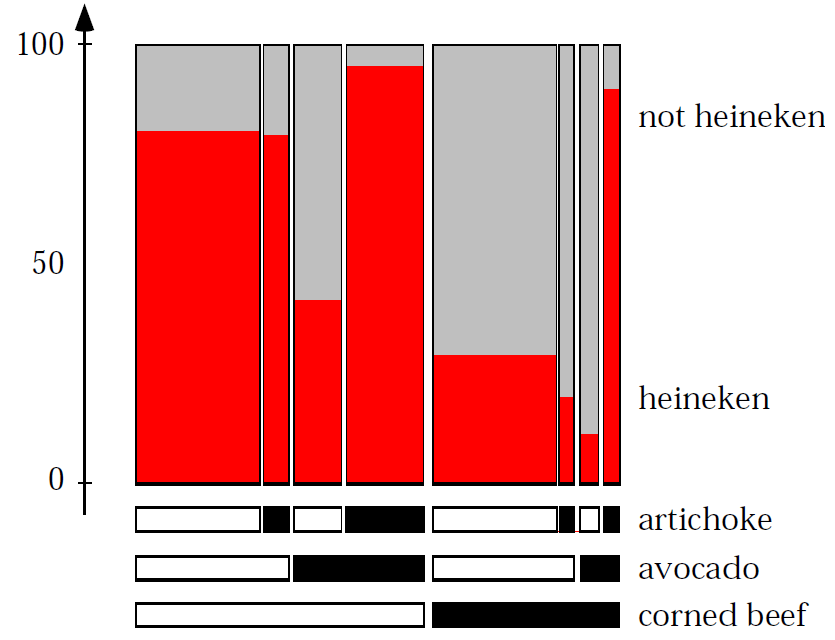 100
not heineken
50
heineken
0
artichoke
avocado
corned beef